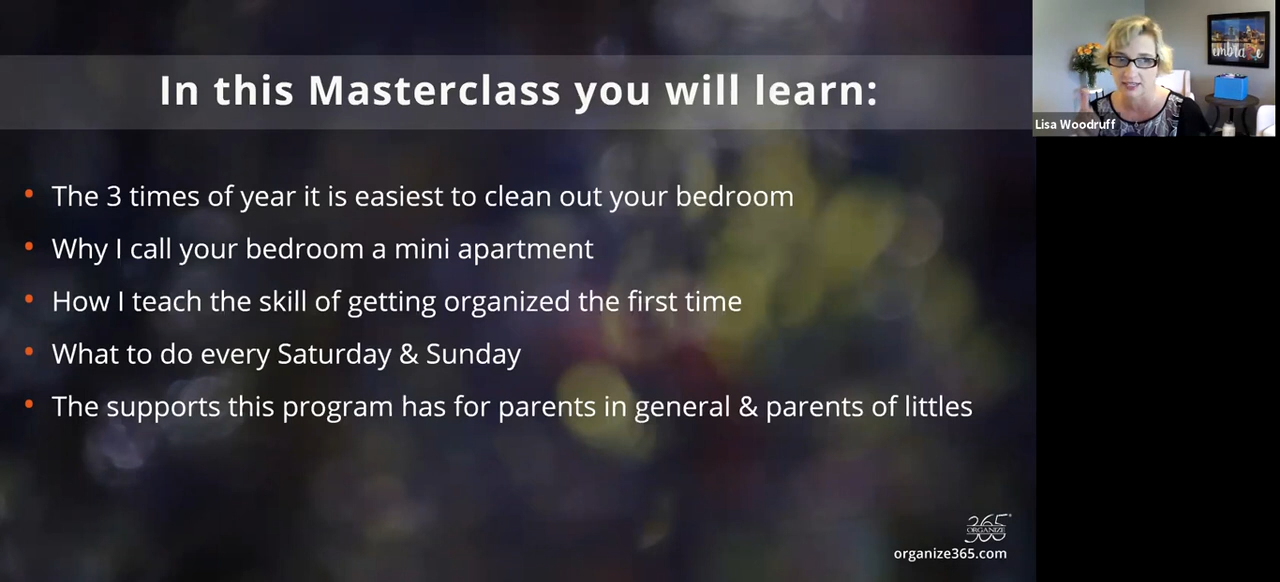 In this Masterclass you will learn:
• The 3 times of year it is easiest to clean out your bedroom
• Why I call your bedroom a mini apartment
• How I teach the skill of getting organized the first time
• What to do every Saturday & Sunday
• The supports this program has for parents in general & parents of littles
embrace
Lisa Woodruff
365®
ORGANIZE
organize365.com